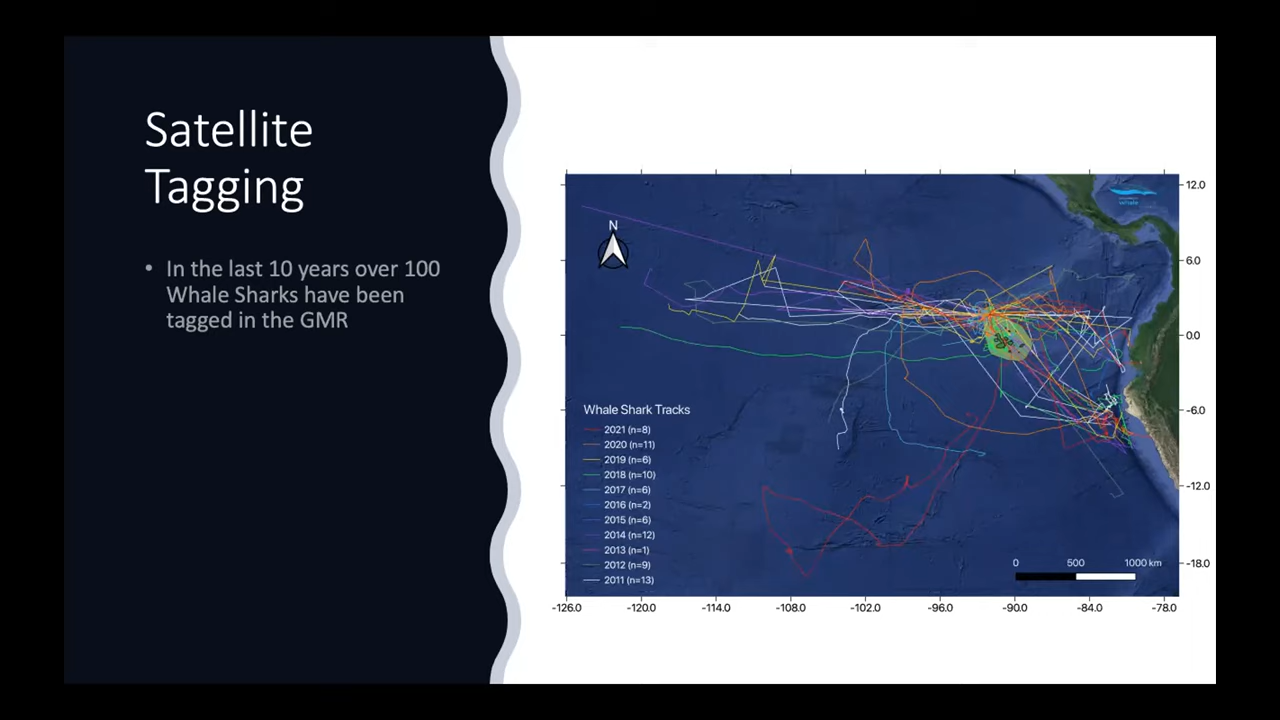 Satellite
Tagging
• In the last 10 years over 100
Whale Sharks have been
tagged in the GMR
N
whale
12.0
6.0
0.0
-6.0
-12.0
-18.0
Whale Shark Tracks
2021 (n=8)
2020 (n=11)
2019 (n=6)
2018 (n=10)
2017 (n=6)
2016 (n=2)
2015 (n=6)
2014 (n=12)
2013 (n=1)
2012 (n=9)
2011 (n=13)
0 500 1000 km
-126.0 -120.0 -114.0 -108.0 -102.0 -96.0 -90.0 -84.0 -78.0